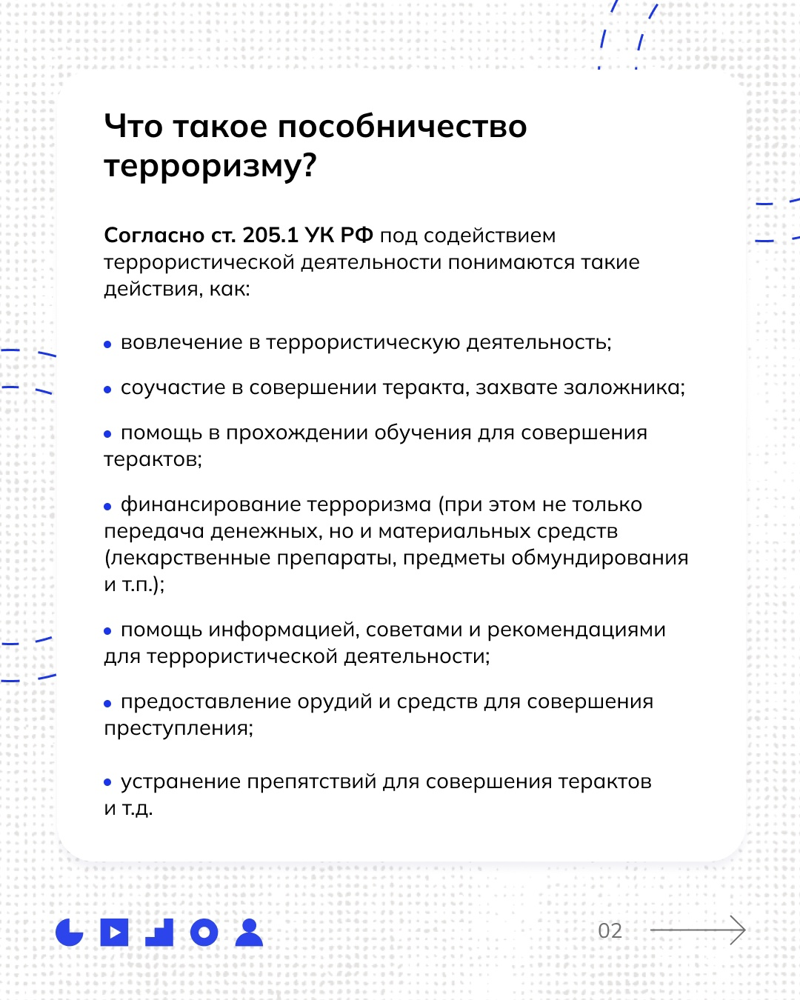 Что такое пособничество
терроризму?
Согласно ст. 205.1 УК РФ под содействием
террористической деятельности понимаются такие
действия, как:
• вовлечение в террористическую деятельность;
• соучастие в совершении теракта, захвате заложника;
• помощь в прохождении обучения для совершения
терактов;
• финансирование терроризма (при этом не только
передача денежных, но и материальных средств
(лекарственные препараты, предметы обмундирования
и т.п.);
• помощь информацией, советами и рекомендациями
для террористической деятельности;
• предоставление орудий и средств для совершения
преступления;
• устранение препятствий для совершения терактов
и т.д.
02